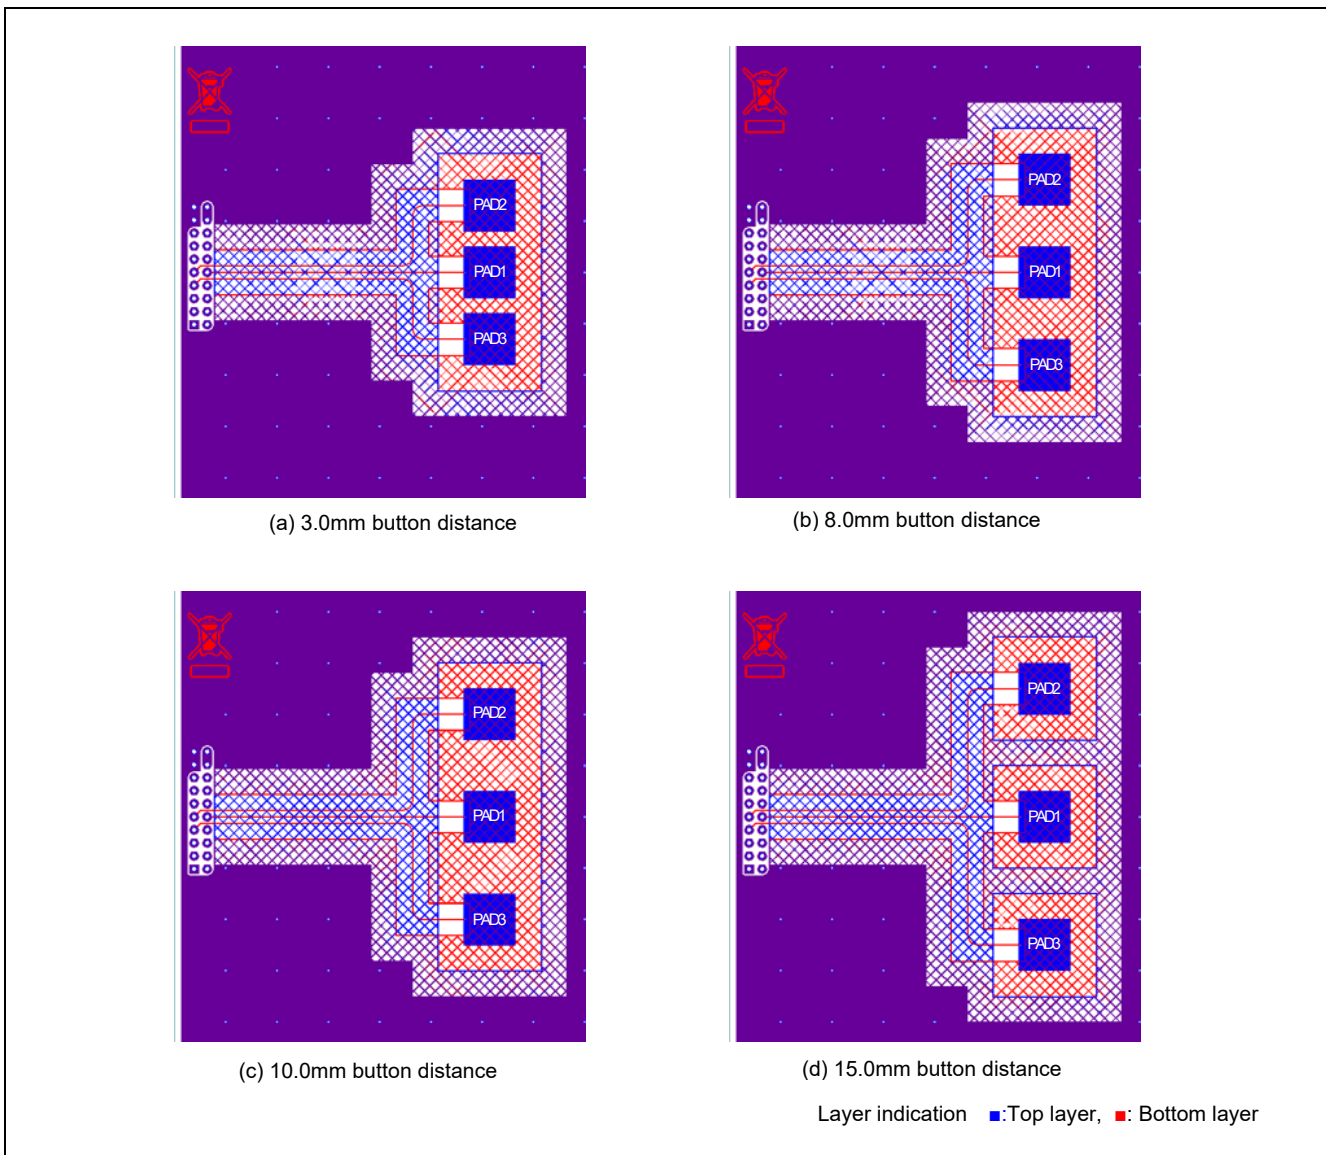 PAD2
PAD1
PAD3
(a) 3.0mm button distance
PAD2
PAD1
PAD3
(b) 8.0mm button distance
PAD2
PAD1
PAD3
(c) 10.0mm button distance
PAD2
PAD1
PAD3
(d) 15.0mm button distance
Layer indication ■:Top layer, ■: Bottom layer